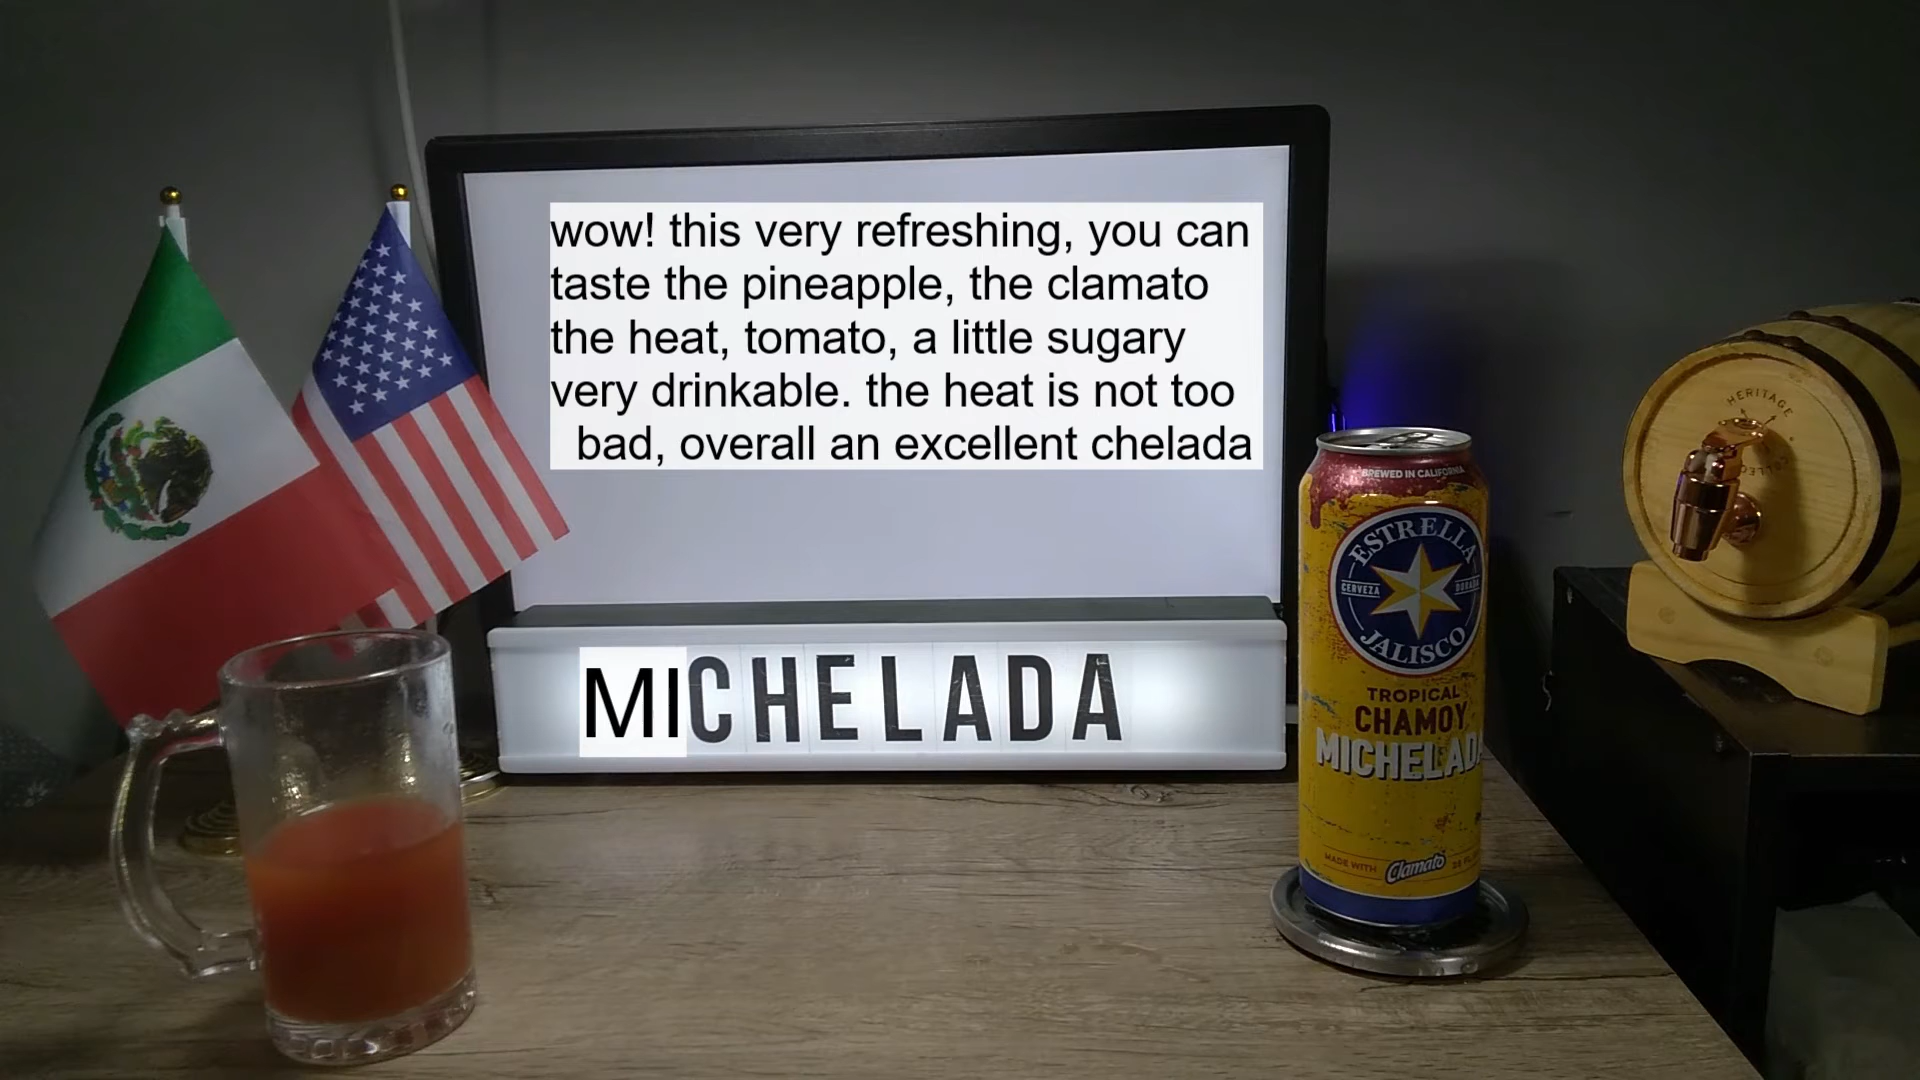 wow! this very refreshing, you can
taste the pineapple, the clamato
the heat, tomato, a little sugary
very drinkable. the heat is not too
bad, overall an excellent chelada
MICHELADA
BREWED IN CALIFORNIA
ESTRELLA
CERVEZA
JALISCO
TROPICAL
CHAMOY
MICHELADA
MADE WITH Clamato
HERITAGE